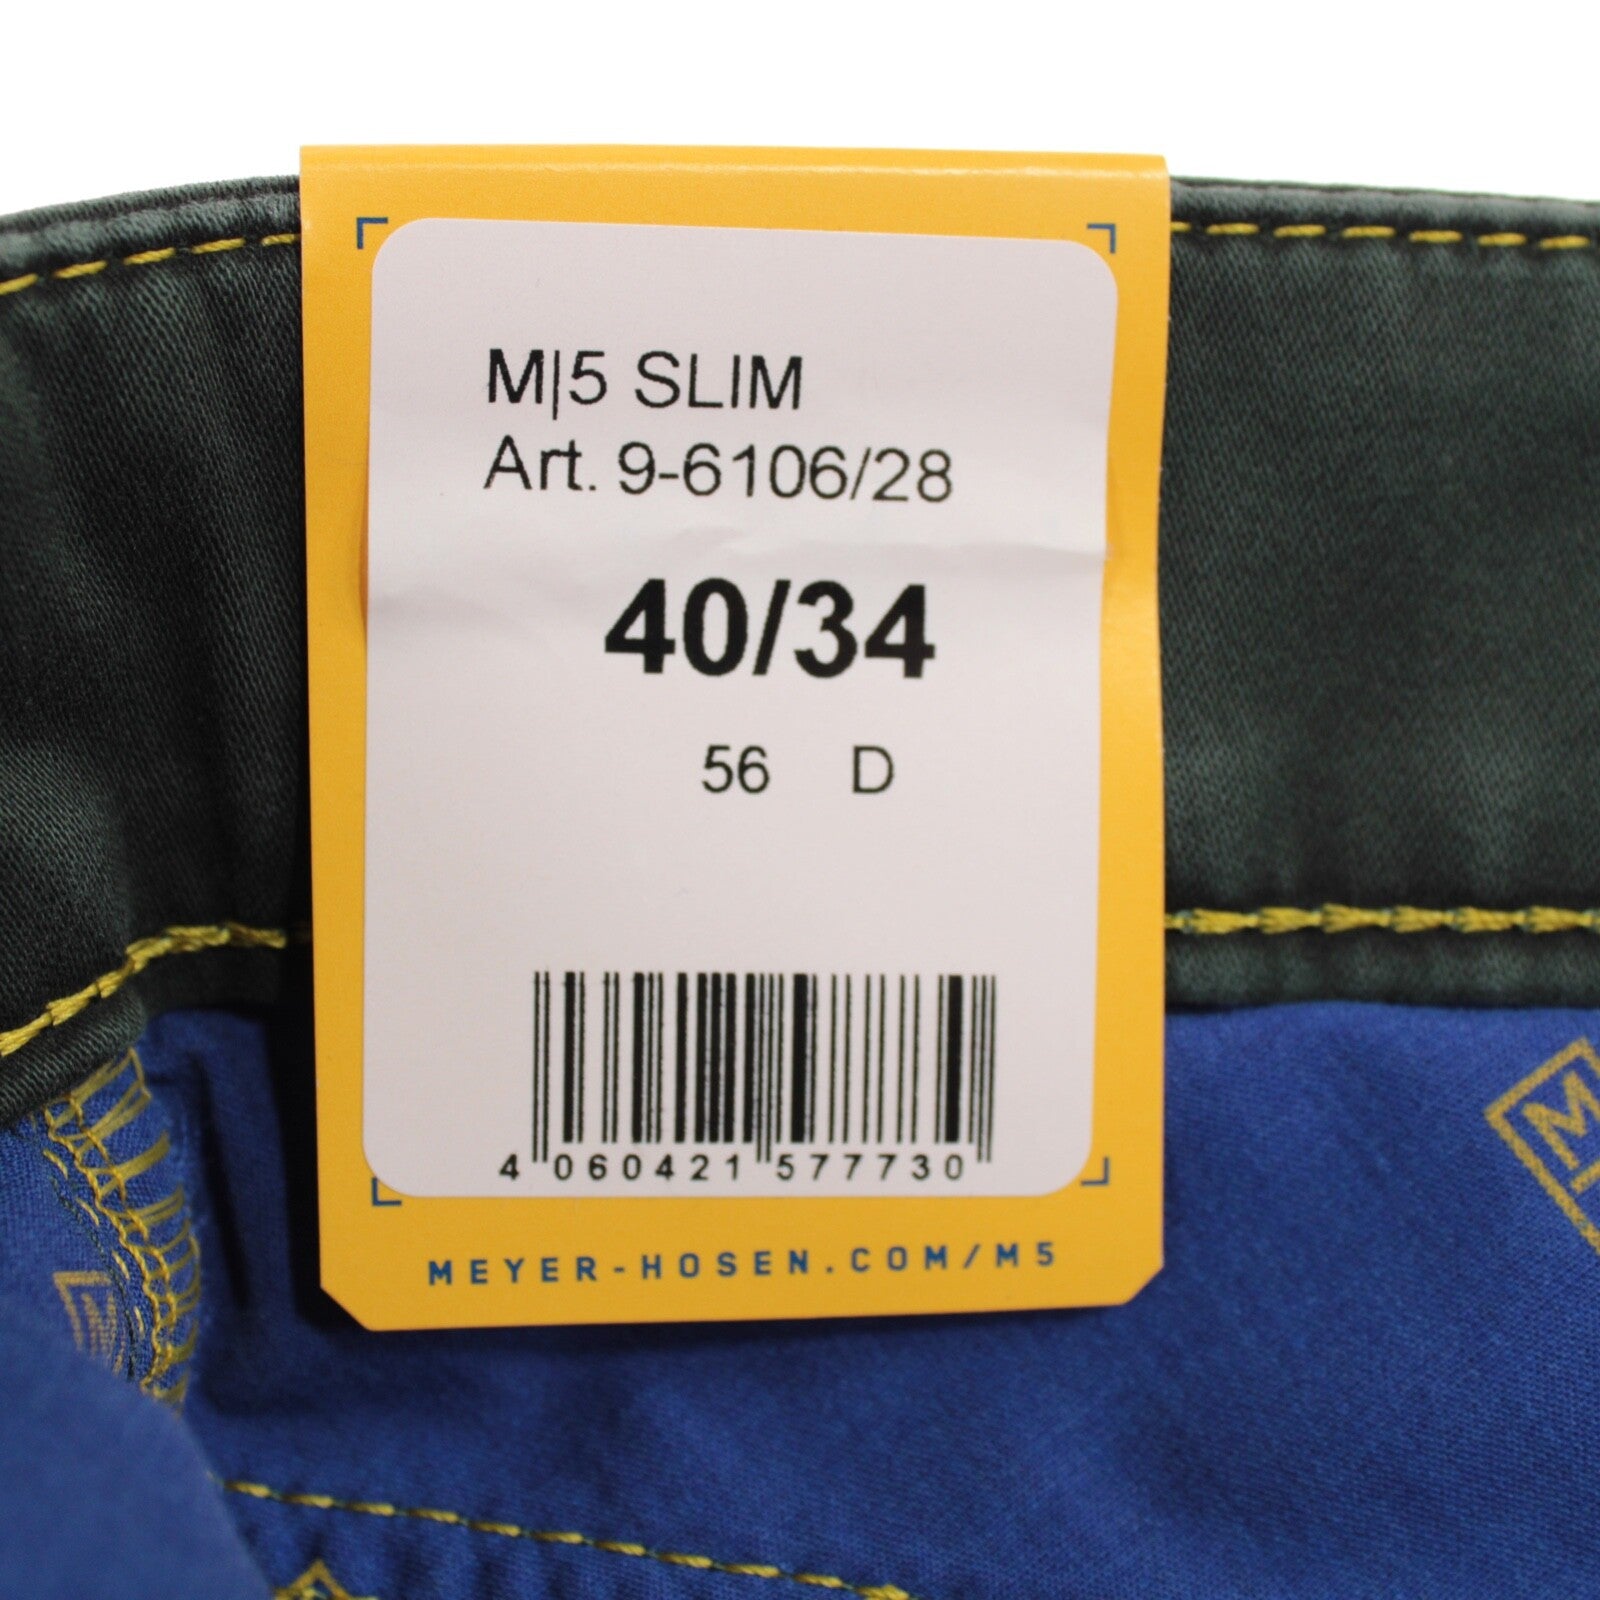 M|5 SLIM
Art. 9-6106/28
40/34
56 D
4 060421 577730
MEYER-HOSEN.COM/M5
M